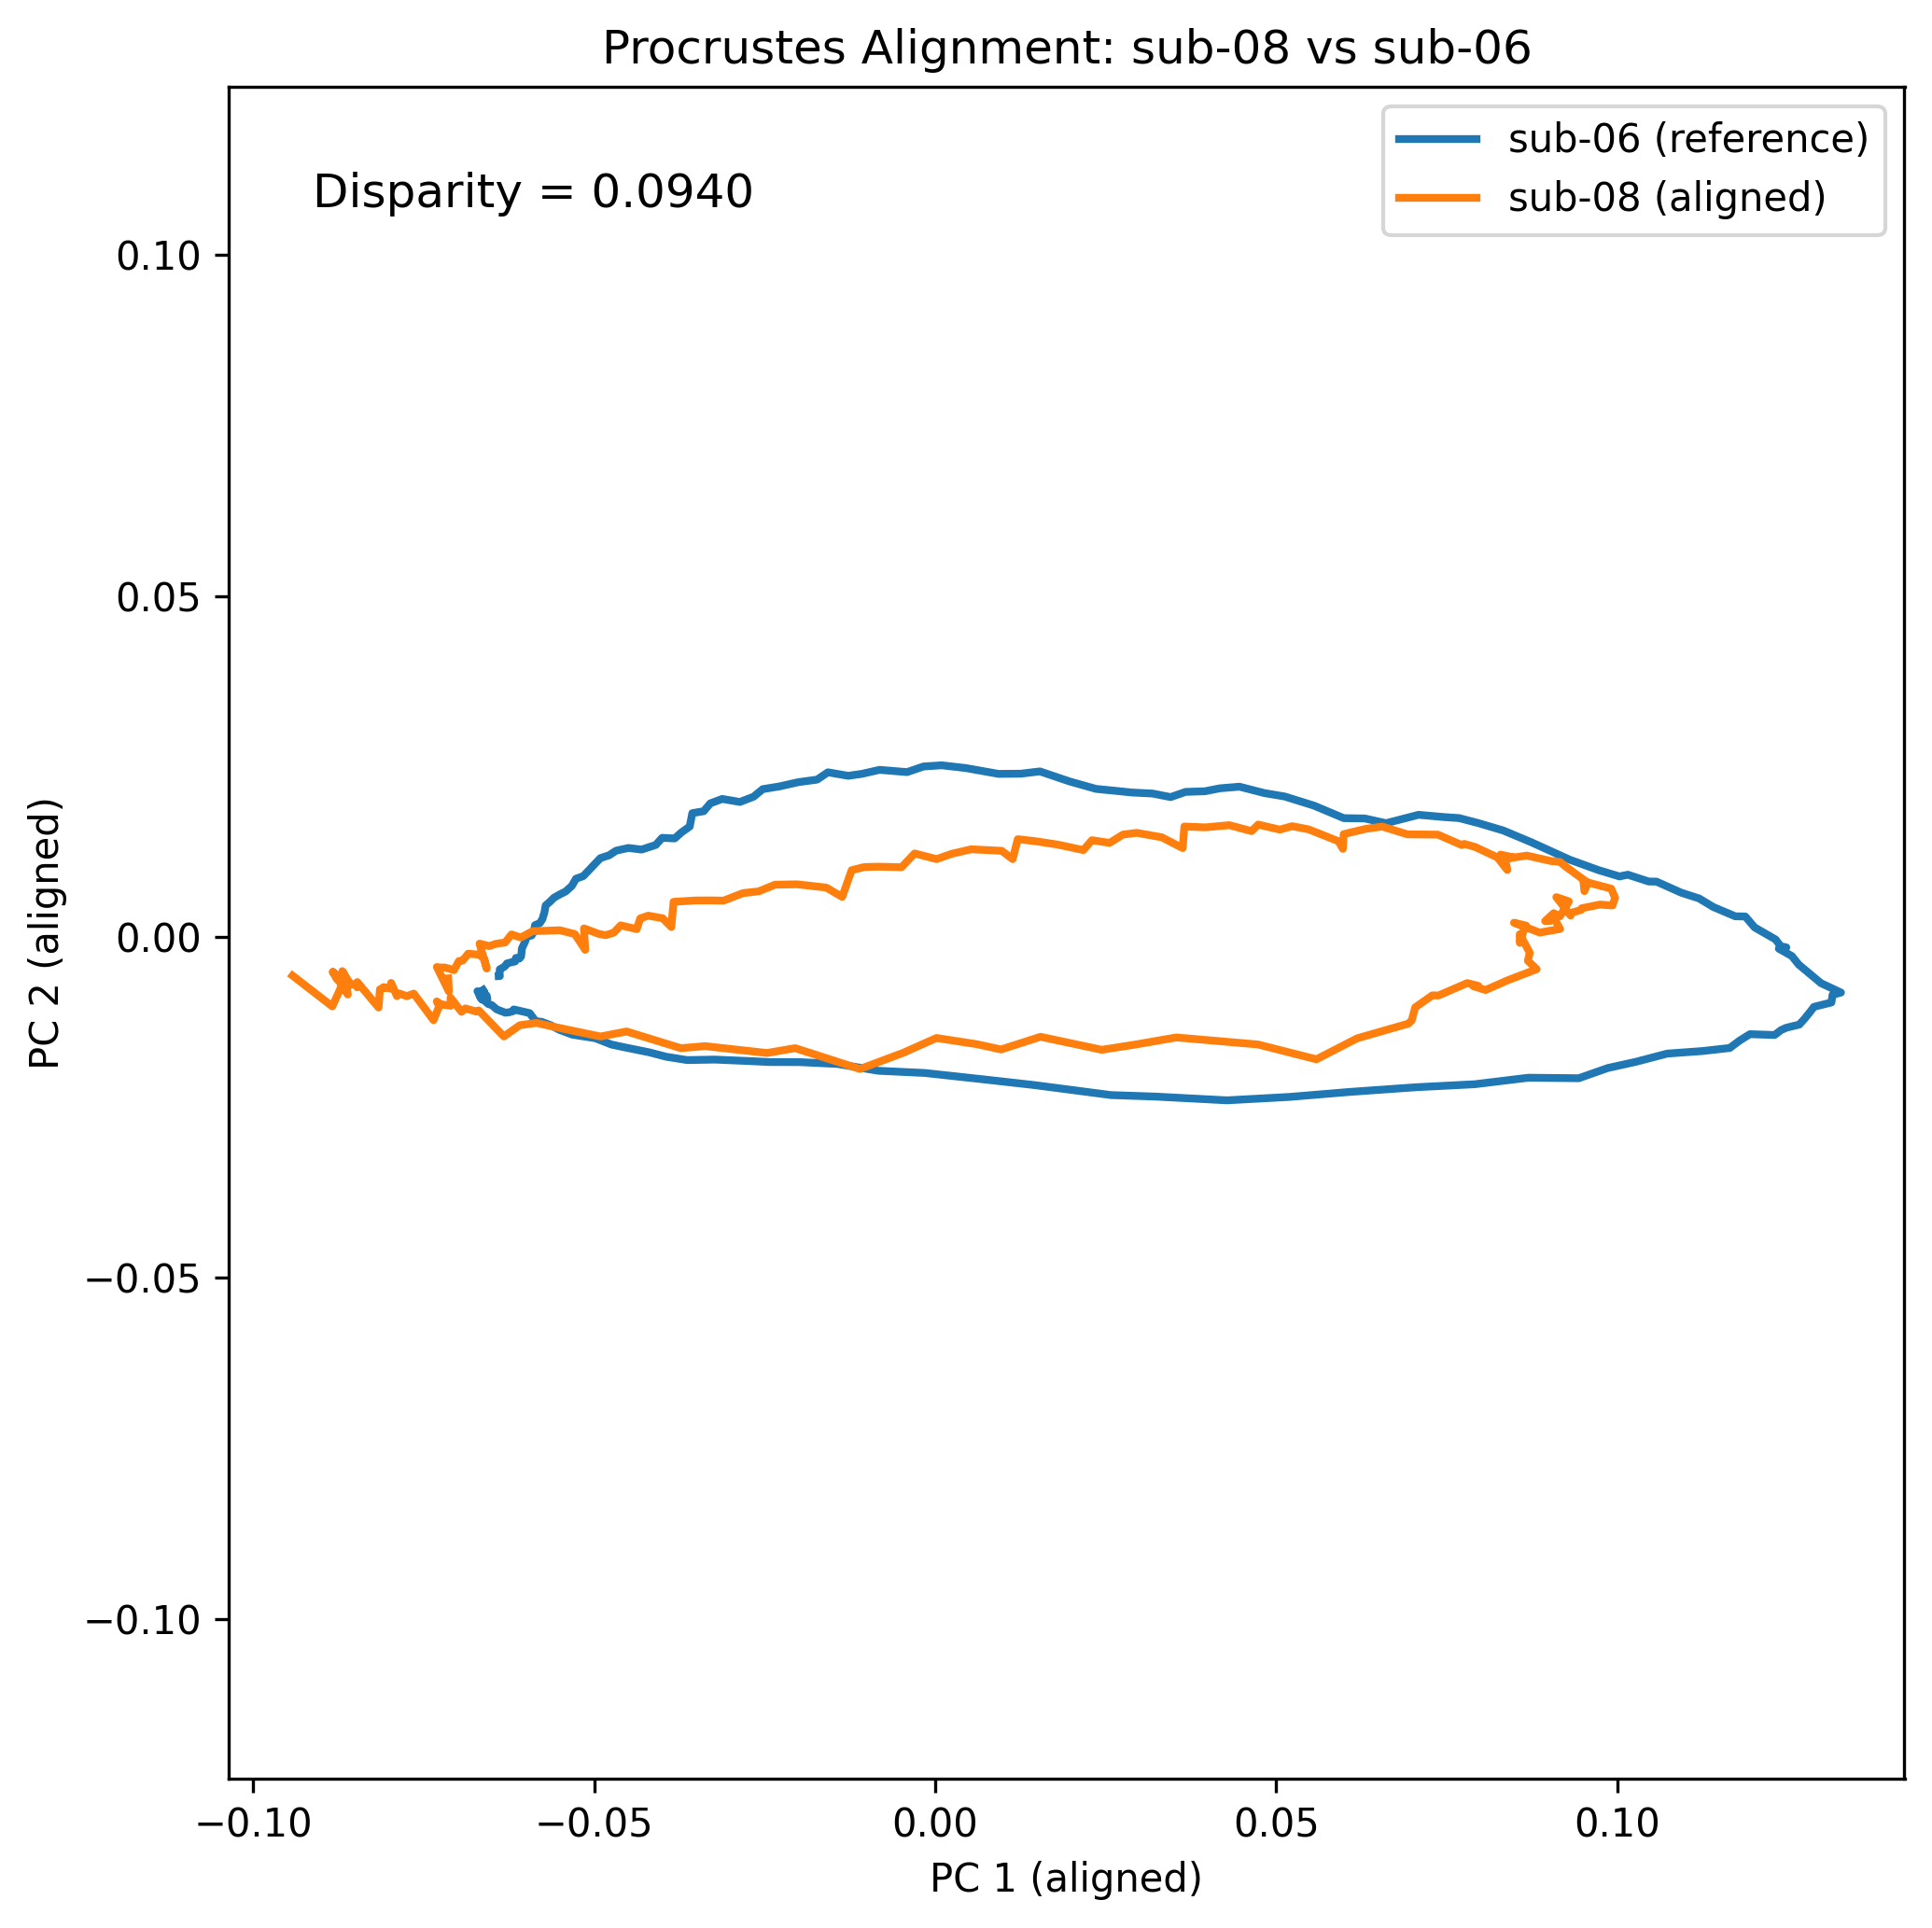 Procrustes Alignment: sub-08 vs sub-06
sub-06 (reference)
sub-08 (aligned)
Disparity = 0.0940
PC 2 (aligned)
0.10
0.05
0.00
−0.05
−0.10
−0.10
−0.05
0.00
0.05
0.10
PC 1 (aligned)